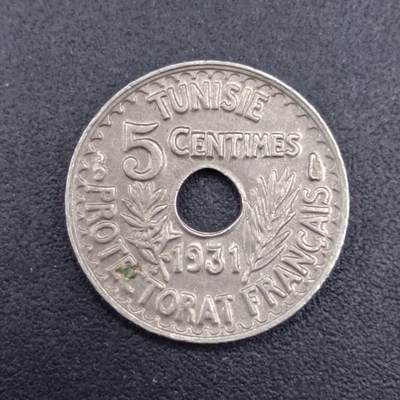 TUNISIE
5 CENTIMES
1931
PROTECTORAT FRANÇAIS